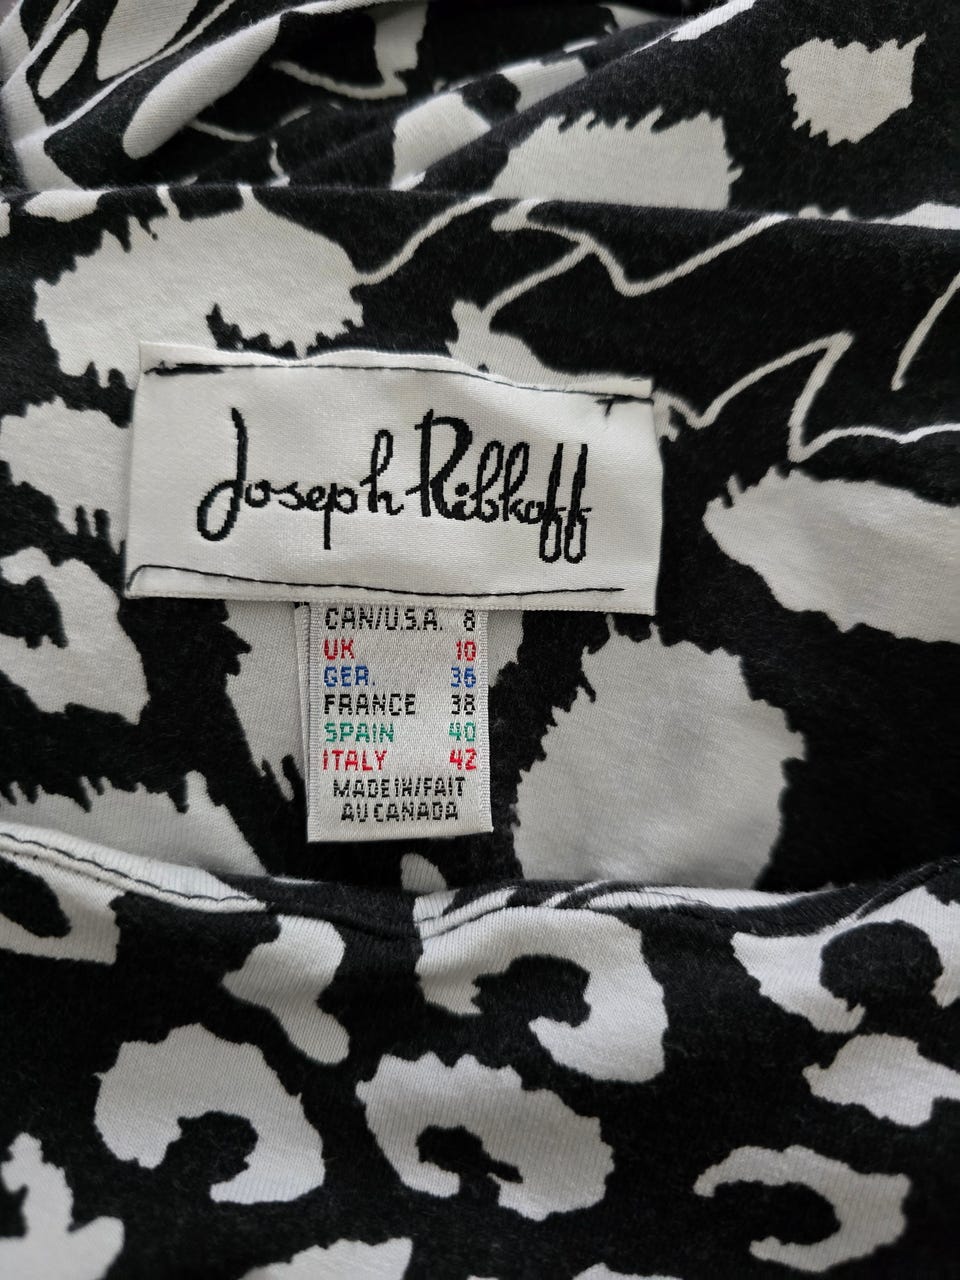 Joseph Ribkoff
CAN/U.S.A. 8
UK 10
GER. 36
FRANCE 38
SPAIN 40
ITALY 42
MADE IN/FAIT
AU CANADA